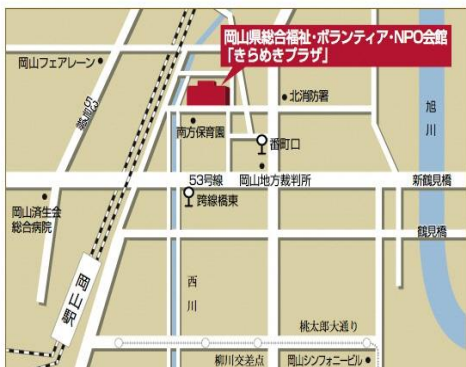 岡山県総合福祉・ボランティア・NPO会館
「きらめきプラザ」
岡山フェアレーン
北消防署
旭川
53号線
南方保育園
番町口
53号線
岡山地方裁判所
新鶴見橋
岡山済生会
総合病院
跨線橋東
鶴見橋
岡山駅
西川
桃太郎大通り
柳川交差点
岡山シンフォニービル